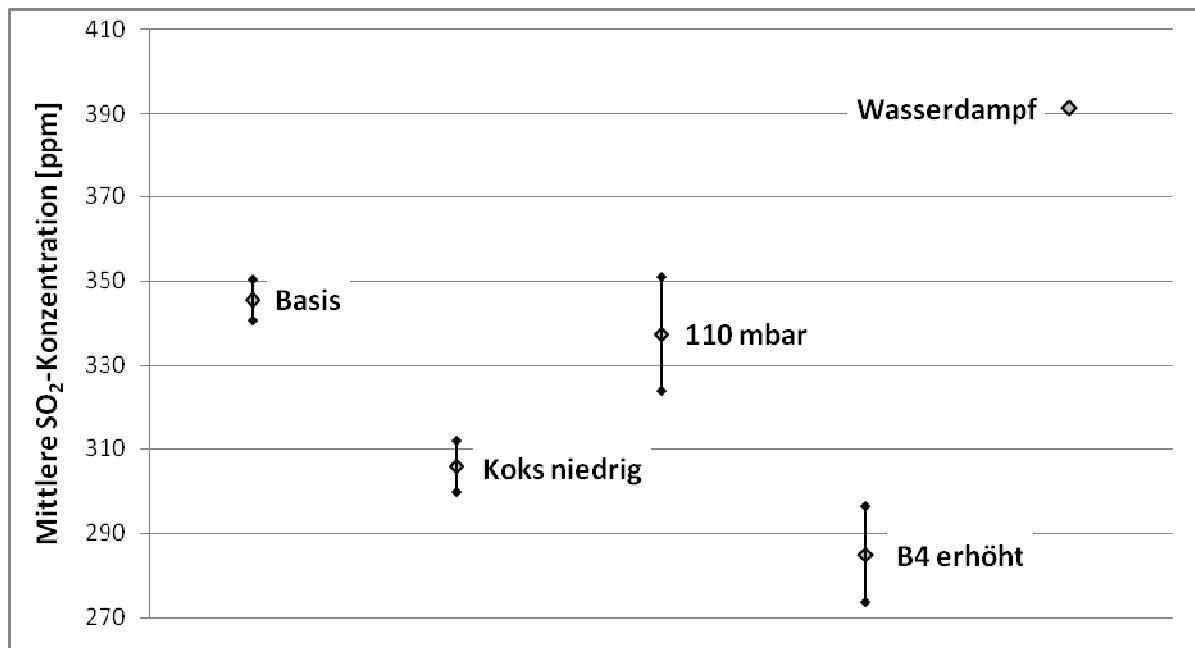 Mittlere SO₂-Konzentration [ppm]
410
390
370
350
330
310
290
270
Wasserdampf
Basis
110 mbar
Koks niedrig
B4 erhöht